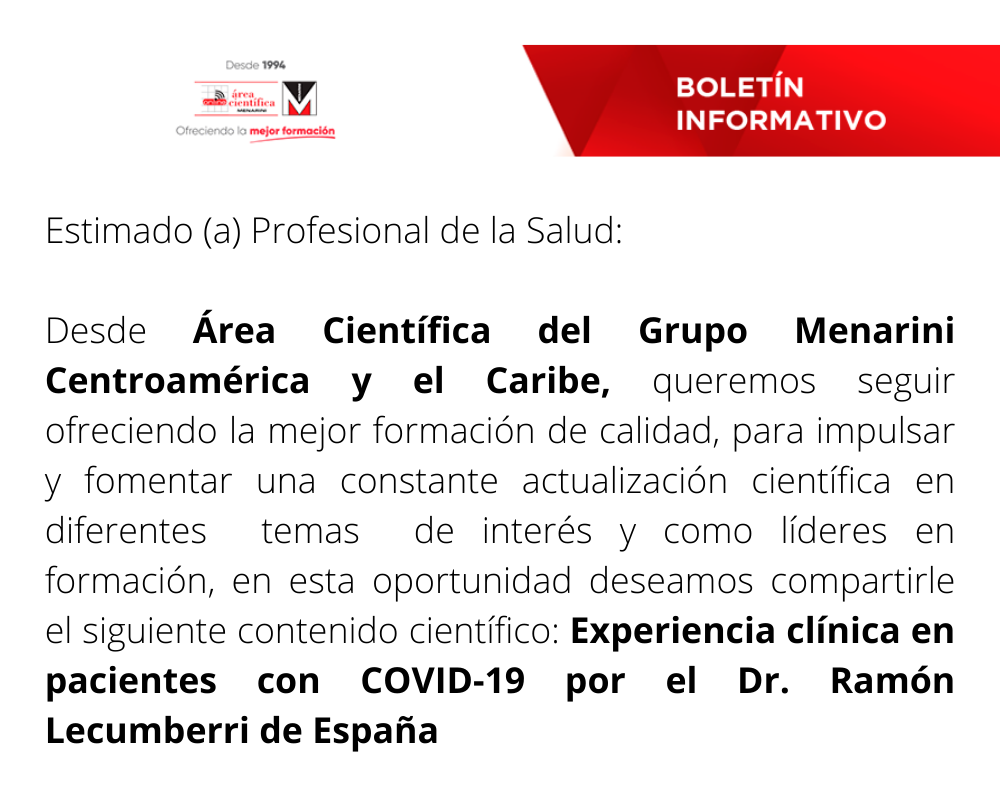 Desde 1994
área
científica
MENARINI
Ofreciendo la mejor formación
BOLETÍN
INFORMATIVO
Estimado (a) Profesional de la Salud:
Desde Área Científica del Grupo Menarini
Centroamérica y el Caribe, queremos seguir
ofreciendo la mejor formación de calidad, para impulsar
y fomentar una constante actualización científica en
diferentes temas de interés y como líderes en
formación, en esta oportunidad deseamos compartirle
el siguiente contenido científico: Experiencia clínica en
pacientes con COVID-19 por el Dr. Ramón
Lecumberri de España